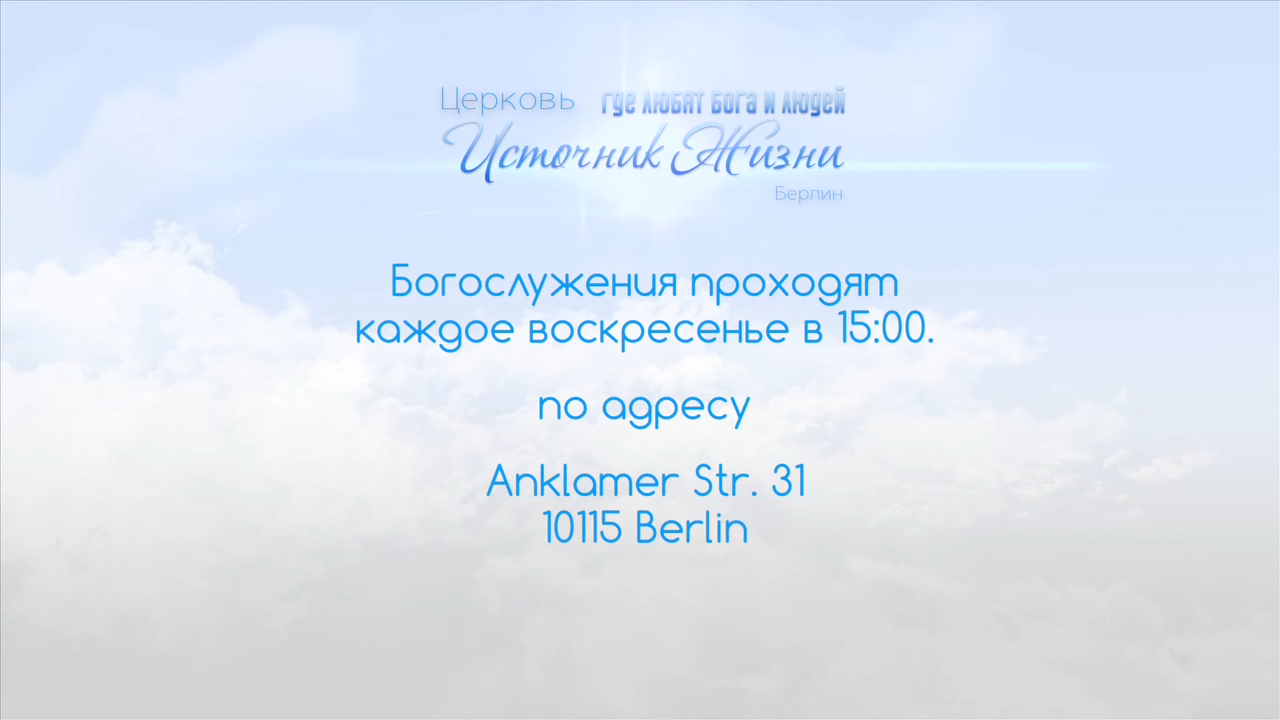 Церковь где любят бога и людей
Источник Жизни
Берлин
Богослужения проходят
каждое воскресенье в 15:00.
по адресу
Anklamer Str. 31
10115 Berlin